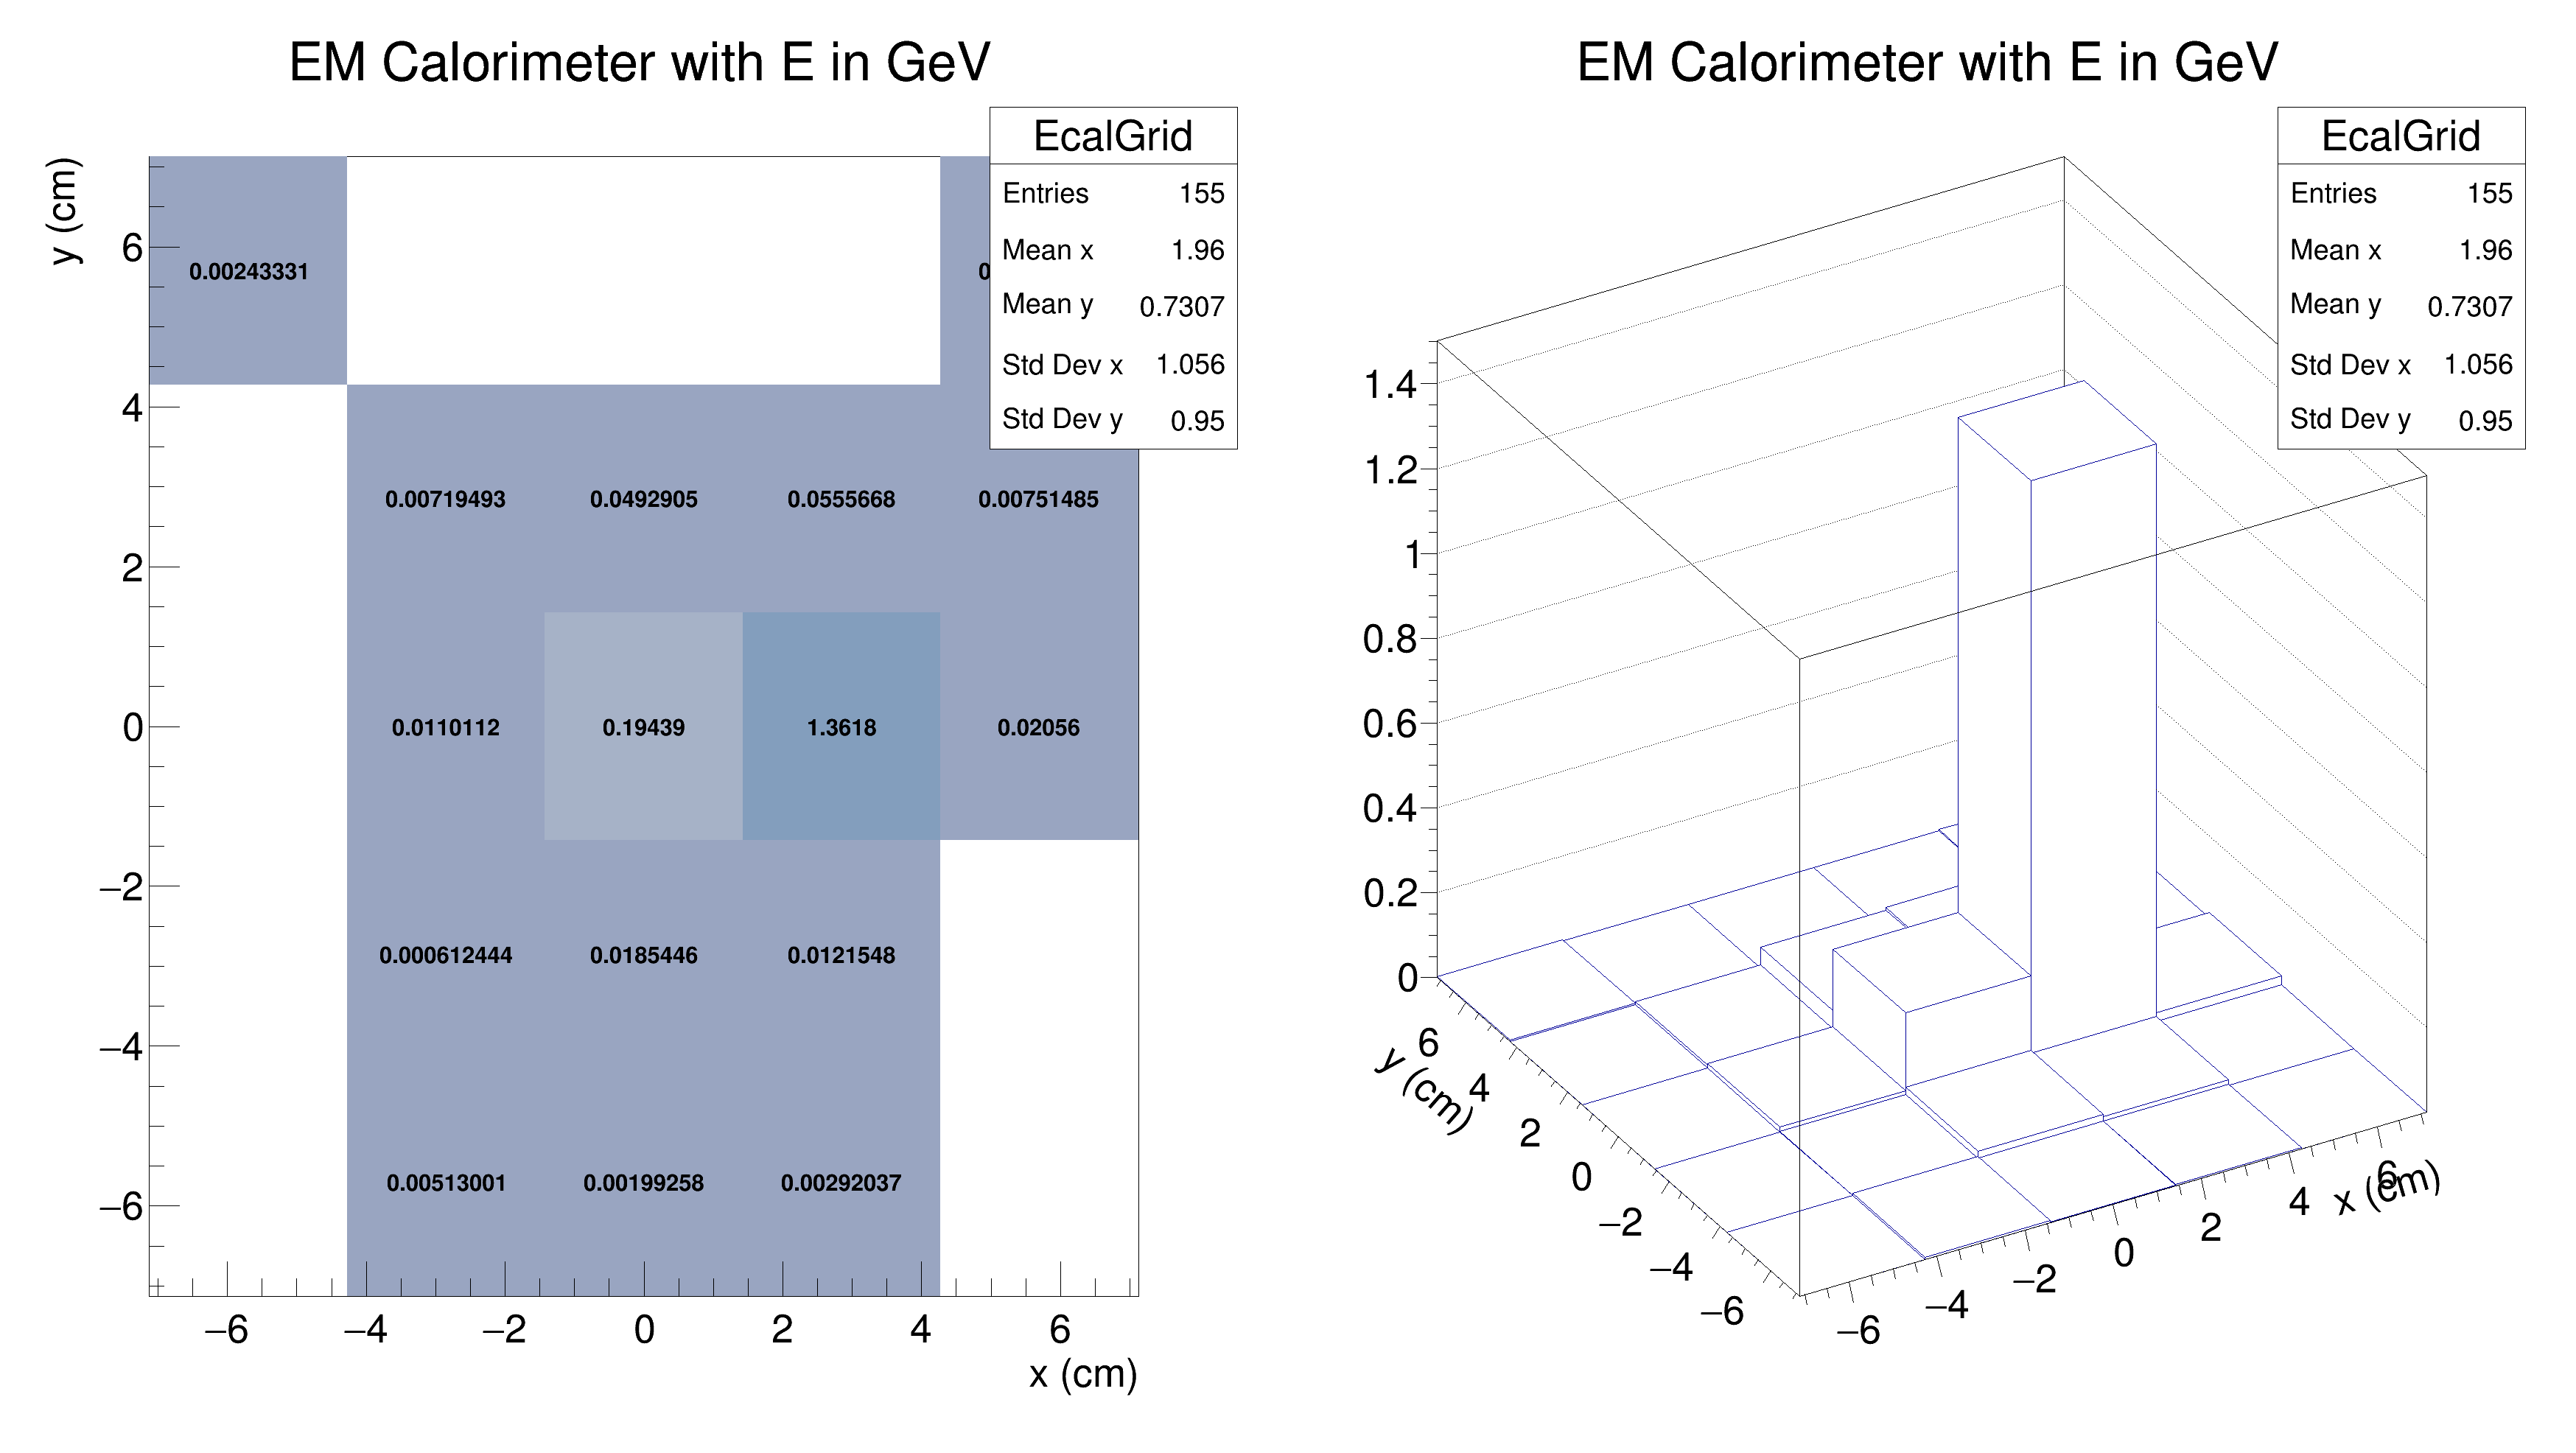 EM Calorimeter with E in GeV
EcalGrid
Entries 155
Mean x 1.96
Mean y 0.7307
Std Dev x 1.056
Std Dev y 0.95
y (cm)
6
4
2
0
−2
−4
−6
0.00243331
0.00719493 0.0492905 0.0555668 0.00751485
0.0110112 0.19439 1.3618 0.02056
0.000612444 0.0185446 0.0121548
0.00513001 0.00199258 0.00292037
−6 −4 −2 0 2 4 6
x (cm)
EM Calorimeter with E in GeV
EcalGrid
Entries 155
Mean x 1.96
Mean y 0.7307
Std Dev x 1.056
Std Dev y 0.95
1.4
1.2
1
0.8
0.6
0.4
0.2
0
y (cm)
6
4
2
0
−2
−4
−6
−6 −4 −2 0 2 4 6
x (cm)